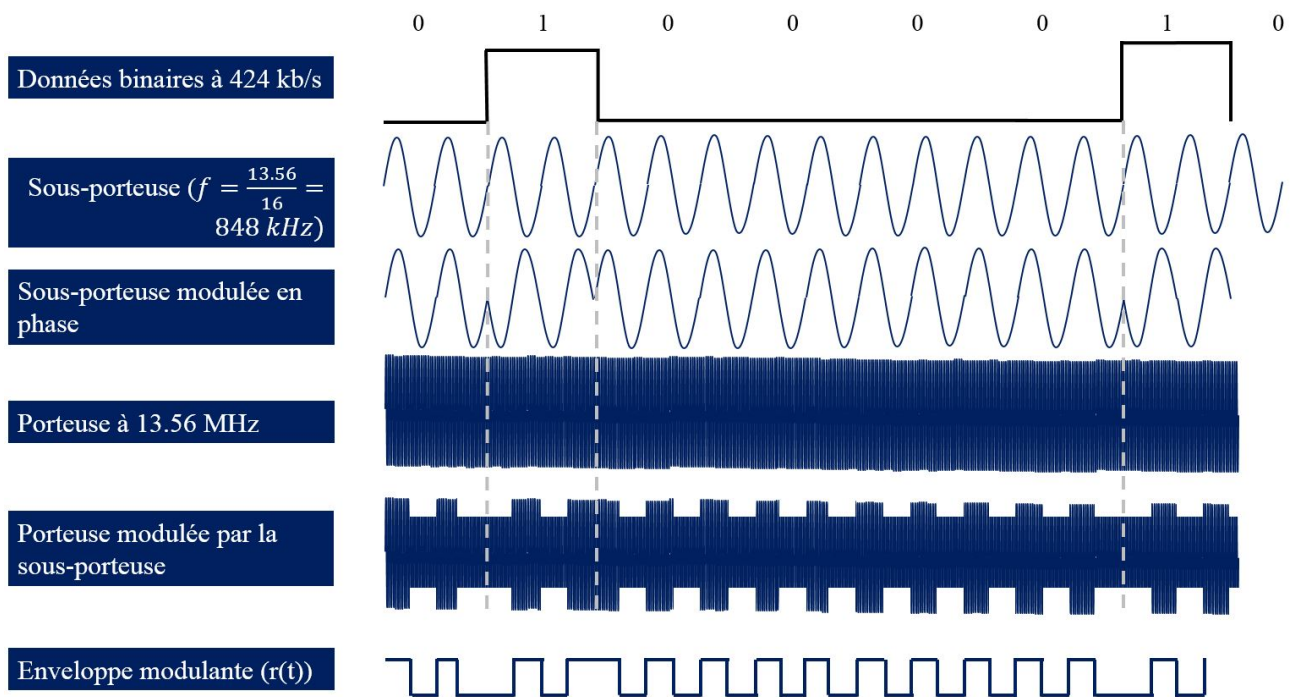 0 1 0 0 0 0 1 0
Données binaires à 424 kb/s
Sous-porteuse (f = 13.56/16 =
848 kHz)
Sous-porteuse modulée en
phase
Porteuse à 13.56 MHz
Porteuse modulée par la
sous-porteuse
Enveloppe modulante (r(t))